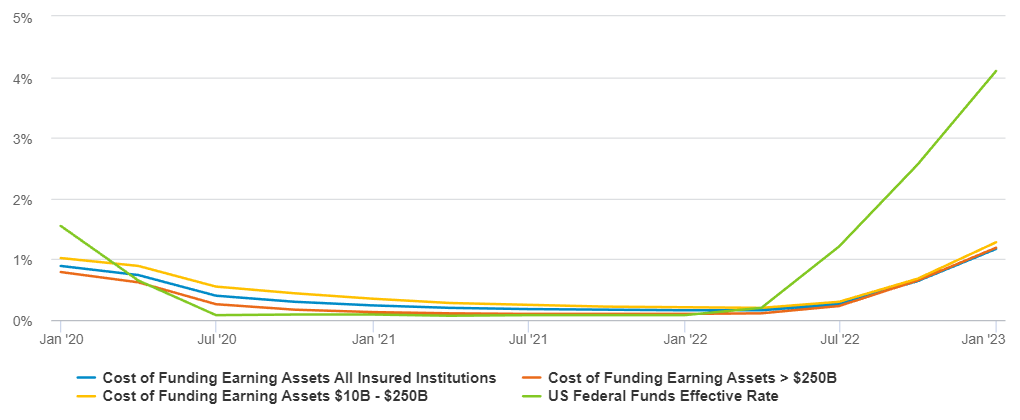 5%
4%
3%
2%
1%
0%
Jan '20 Jul '20 Jan '21 Jul '21 Jan '22 Jul '22 Jan '23
Cost of Funding Earning Assets All Insured Institutions Cost of Funding Earning Assets > $250B
Cost of Funding Earning Assets $10B - $250B US Federal Funds Effective Rate